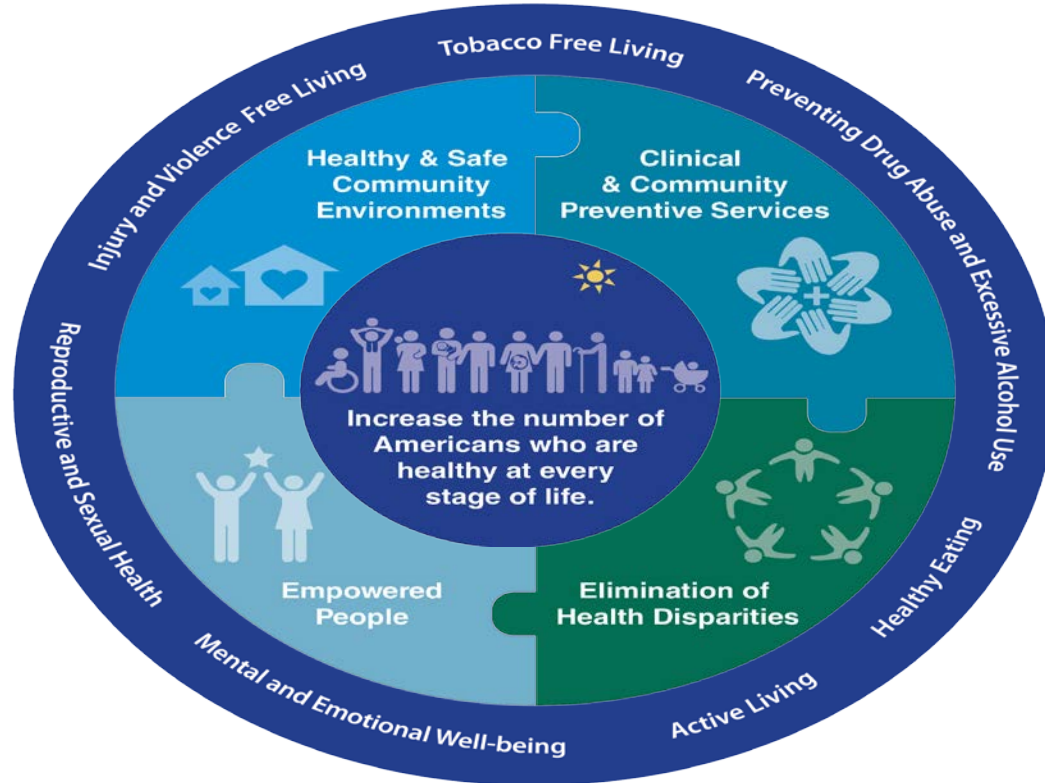 Tobacco Free Living
Preventing Drug Abuse and Excessive Alcohol Use
Healthy Eating
Active Living
Mental and Emotional Well-being
Reproductive and Sexual Health
Injury and Violence Free Living
Healthy & Safe
Community
Environments
Clinical
& Community
Preventive Services
Increase the number of
Americans who are
healthy at every
stage of life.
Empowered
People
Elimination of
Health Disparities